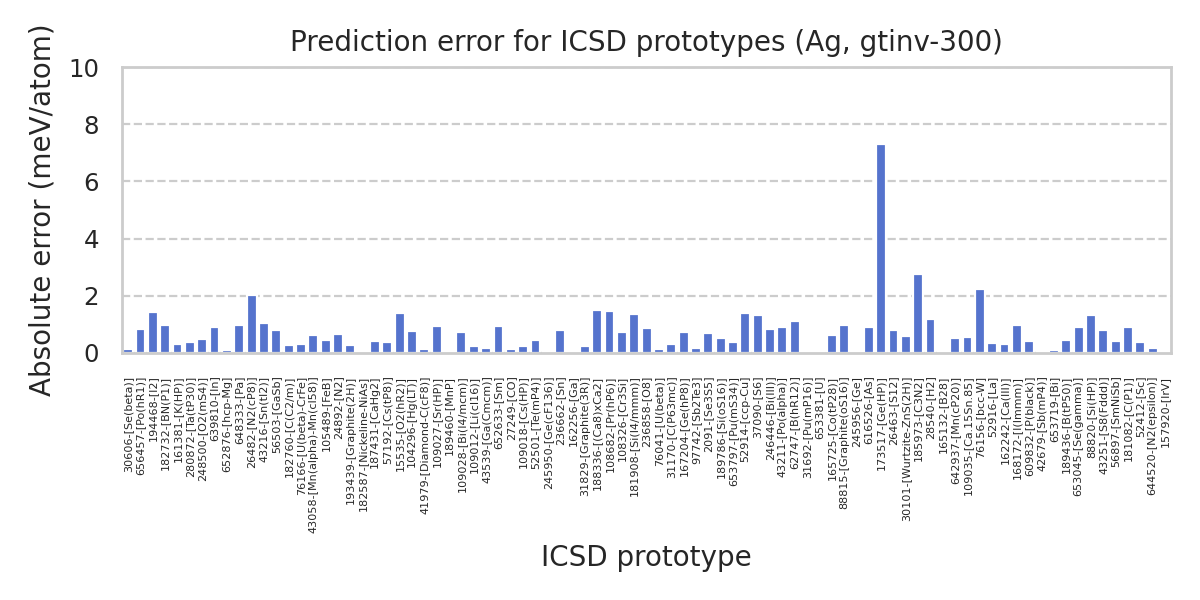 Prediction error for ICSD prototypes (Ag, gtinv-300)
Absolute error (meV/atom)
10
8
6
4
2
0
30606-[Se(beta)]
656457-[Po(hR1)]
194468-[I2]
182732-[BN(P1)]
161381-[K(HP)]
280872-[Ta(tP30)]
248500-[O2(mS4)]
639810-[In]
652876-[hcp-Mg]
648333-[Pa]
26482-[N2(cP8)]
43216-[Sn(tI2)]
56503-[GaSb]
182760-[C(C2/m)]
76166-[U(beta)-CrFe]
43058-[Mn(alpha)-Mn(cI58)]
105489-[FeB]
24892-[N2]
193439-[Graphite(2H)]
182587-[Nickeline-NiAs]
187431-[CaHg2]
57192-[Cs(tP8)]
15535-[O2(hR2)]
104296-[Hg(LT)]
41979-[Diamond-C(cF8)]
109027-[Sr(HP)]
189460-[MnP]
109028-[Bi(I4/mcm)]
109012-[Li(cI16)]
43539-[Ga(Cmcm)]
652633-[Sm]
27249-[CO]
109018-[Cs(HP)]
52501-[Te(mP4)]
245950-[Ge(cF136)]
236662-[Sn]
162256-[Ga]
31829-[Graphite(3R)]
188336-[(Ca8)xCa2]
108682-[Pr(hP6)]
108326-[Cr3Si]
181908-[Si(I4/mmm)]
236858-[O8]
76041-[U(beta)]
31170-[C(P63mc)]
167204-[Ge(hP8)]
97742-[Sb2Te3]
2091-[Se3S5]
189786-[Si(oS16)]
653797-[Pu(mS34)]
52914-[ccp-Cu]
37090-[S6]
246446-[Bi(III)]
43211-[Po(alpha)]
62747-[B(hR12)]
31692-[Pu(mP16)]
653381-[U]
165725-[Co(tP28)]
88815-[Graphite(oS16)]
245956-[Ge]
616526-[As]
173517-[Ge(HP)]
26463-[S12]
30101-[Wurtzite-ZnS(2H)]
185973-[C3N2]
28540-[H2]
165132-[B28]
642937-[Mn(cP20)]
109035-[Ca.15Sn.85]
76156-[bcc-W]
52916-[La]
162242-[Ca(III)]
168172-[I(Immm)]
609832-[P(black)]
42679-[Sb(mP4)]
653719-[Bi]
189436-[B(tP50)]
653045-[Se(gamma)]
88820-[Si(HP)]
43251-[S8(Fddd)]
56897-[SmNiSb]
181082-[C(P1)]
52412-[Sc]
644520-[N2(epsilon)]
157920-[IrV]
ICSD prototype